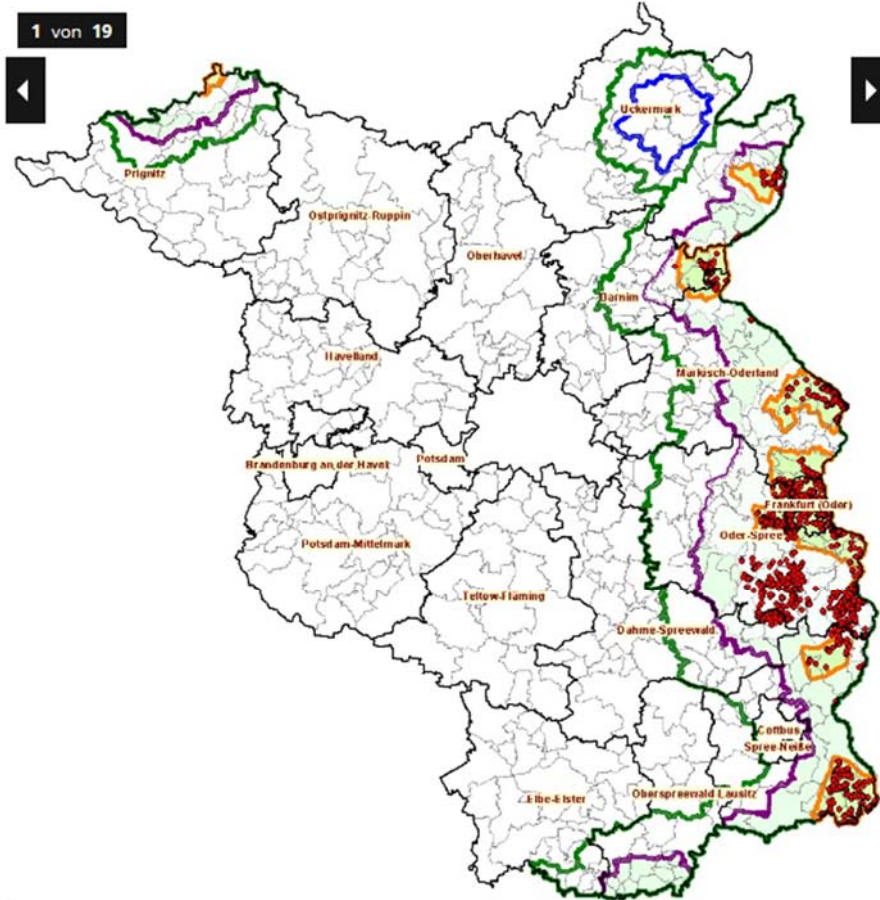 1 von 19
Uckermark
Prignitz
Ostprignitz-Ruppin
Oberhavel
Barnim
Havelland
Märkisch-Oderland
Brandenburg an der Havel
Potsdam
Frankfurt (Oder)
Oder-Spree
Potsdam-Mittelmark
Teltow-Fläming
Dahme-Spreewald
Cottbus
Spree-Neiße
Elbe-Elster
Oberspreewald-Lausitz